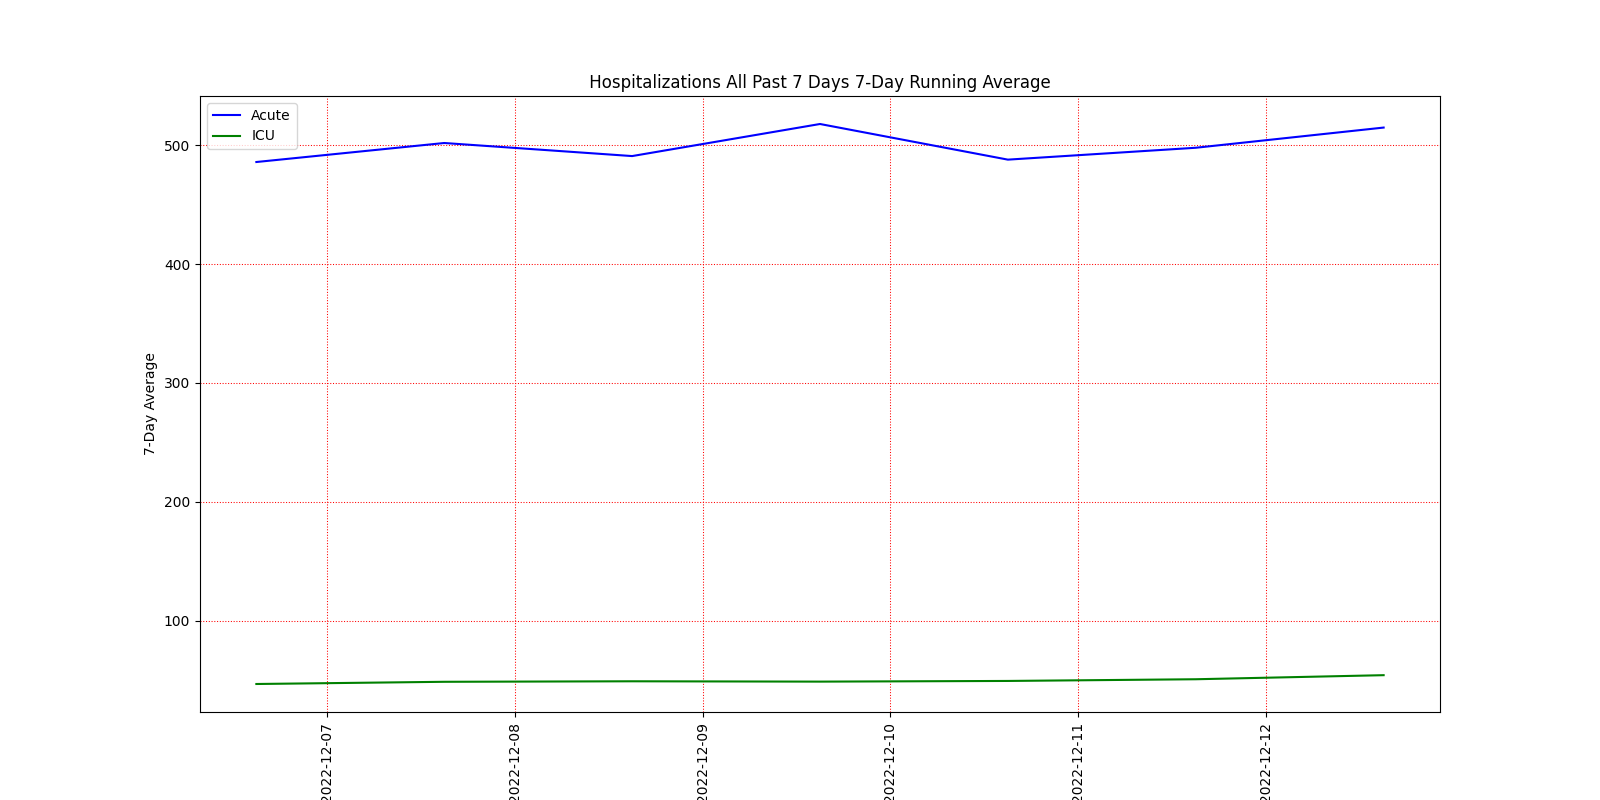 Hospitalizations All Past 7 Days 7-Day Running Average
Acute
ICU
500
400
300
200
100
7-Day Average
2022-12-07
2022-12-08
2022-12-09
2022-12-10
2022-12-11
2022-12-12